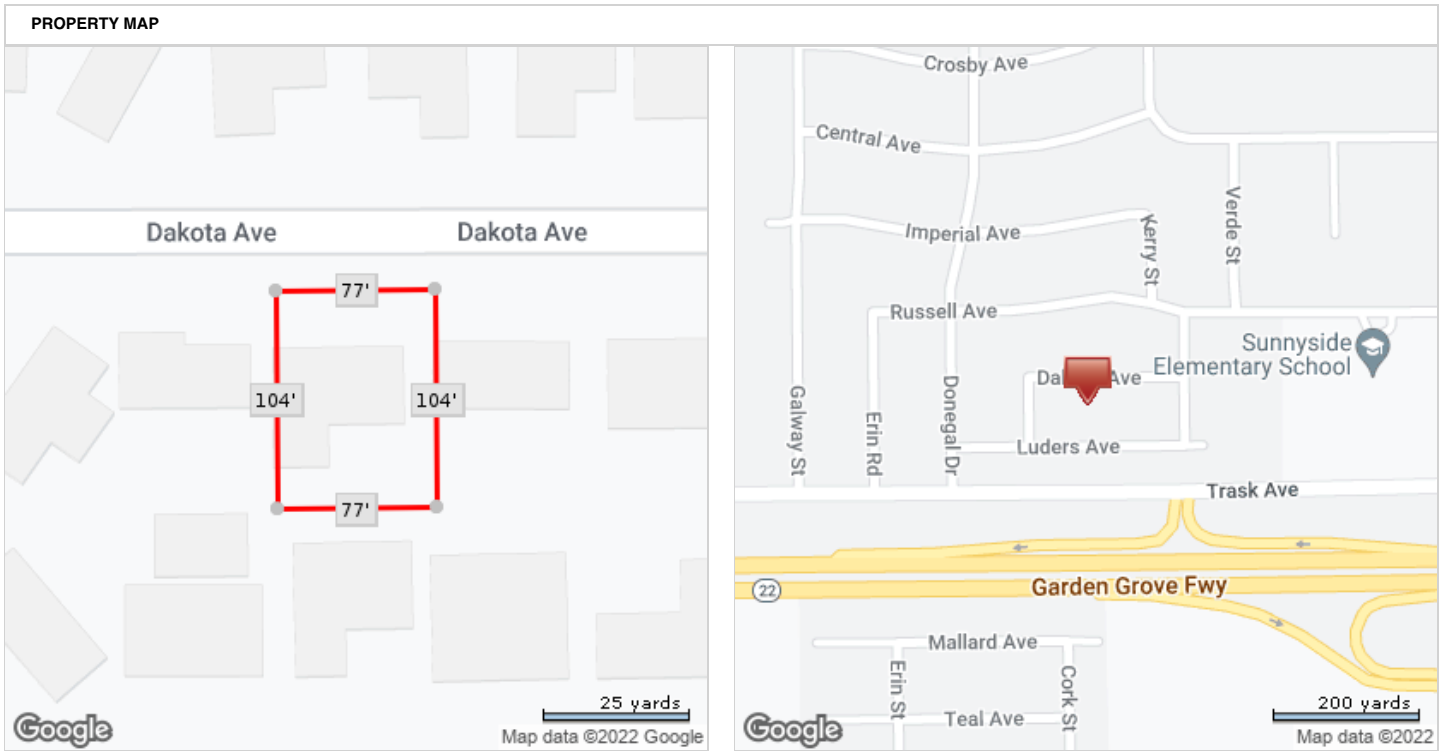 PROPERTY MAP
Dakota Ave
Dakota Ave
77'
104'
104'
77'
25 yards
Google
Map data ©2022 Google
Crosby Ave
Central Ave
Verde St
Imperial Ave
Kerry St
Russell Ave
Sunnyside
Elementary School
Ave
Galway St
Erin Rd
Donegal Dr
Luders Ave
Trask Ave
22
Garden Grove Fwy
Mallard Ave
Erin St
Cork St
Teal Ave
200 yards
Google
Map data ©2022